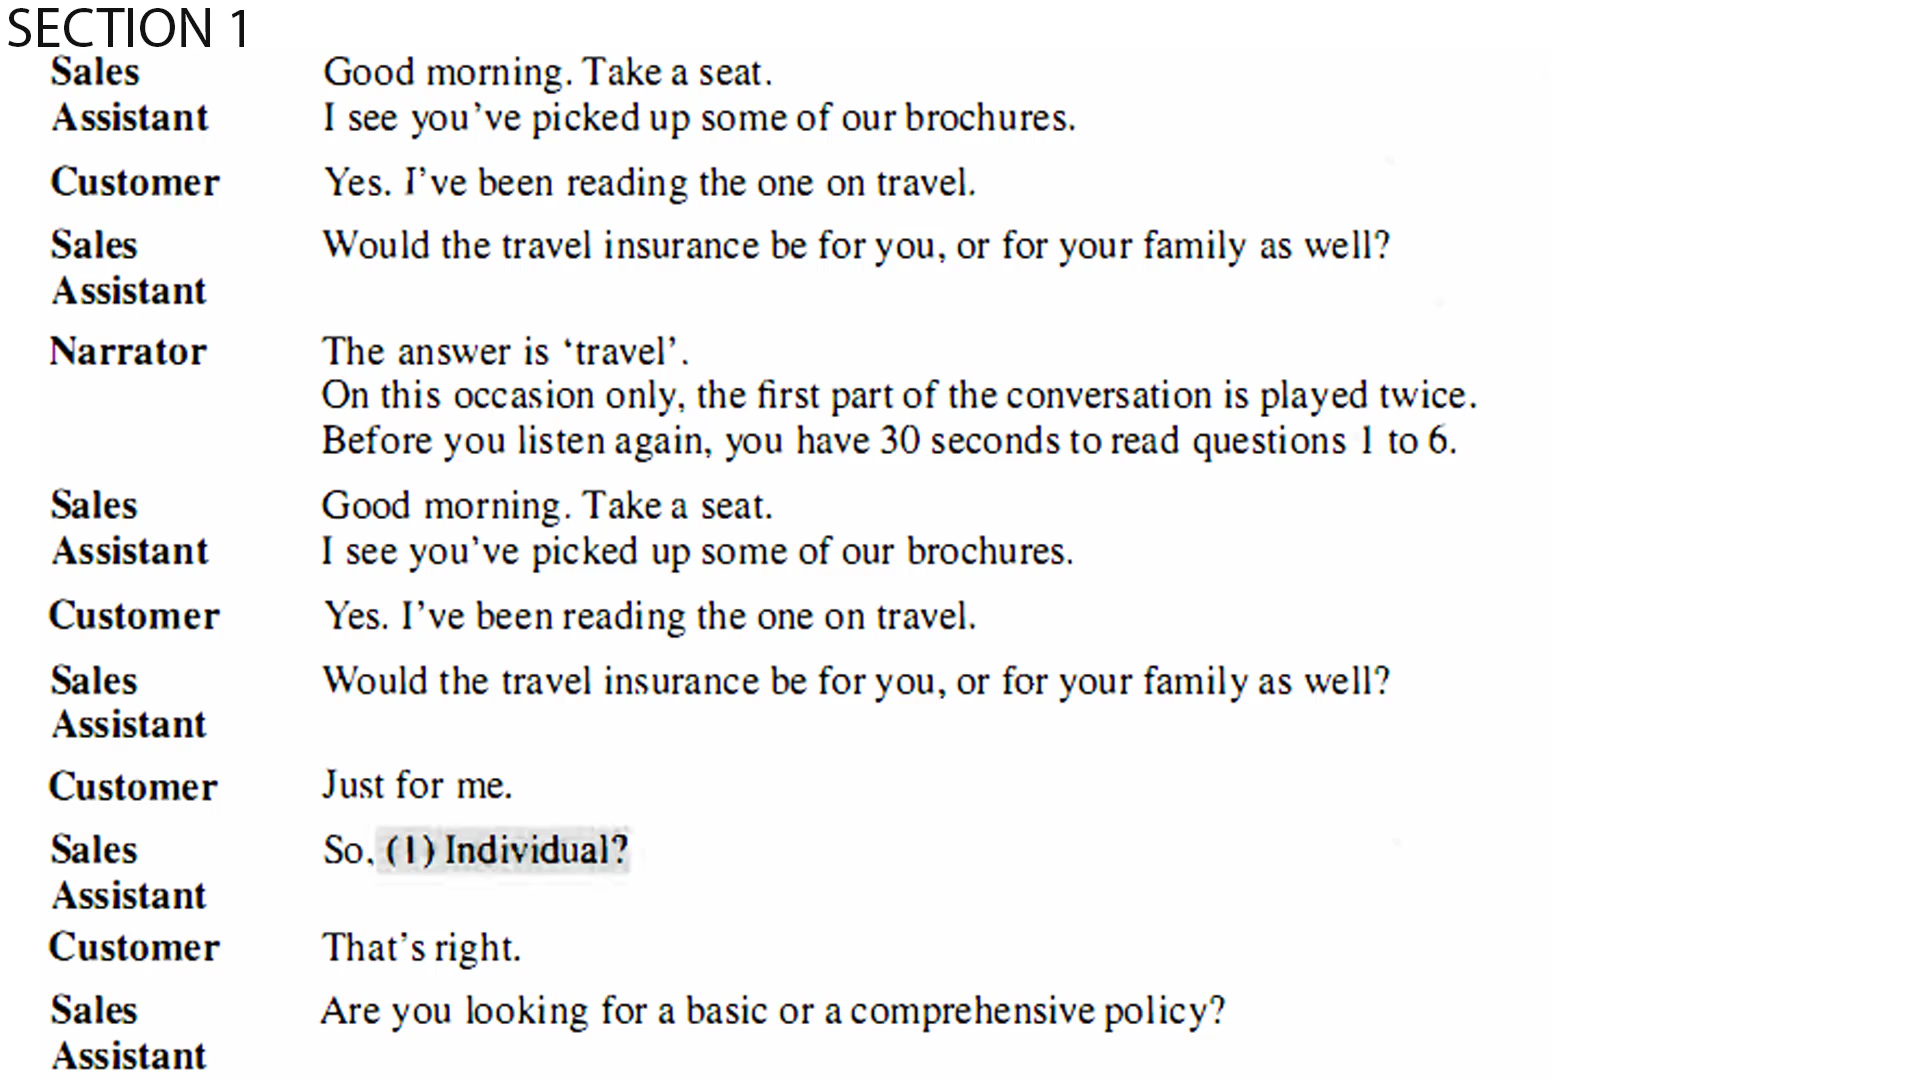 SECTION 1
Sales Good morning. Take a seat.
Assistant I see you've picked up some of our brochures.
Customer Yes. I've been reading the one on travel.
Sales Would the travel insurance be for you, or for your family as well?
Assistant
Narrator The answer is ‘travel’.
On this occasion only, the first part of the conversation is played twice.
Before you listen again, you have 30 seconds to read questions 1 to 6.
Sales Good morning. Take a seat.
Assistant I see you've picked up some of our brochures.
Customer Yes. I've been reading the one on travel.
Sales Would the travel insurance be for you, or for your family as well?
Assistant
Customer Just for me.
Sales So, (1) Individual?
Assistant
Customer That's right.
Sales Are you looking for a basic or a comprehensive policy?
Assistant